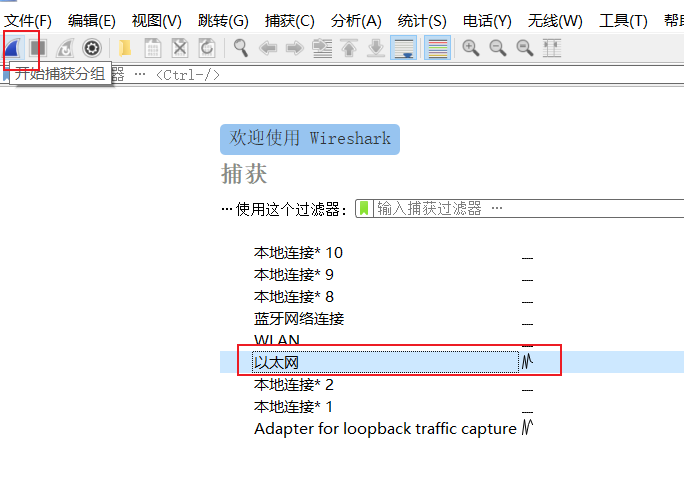 文件(F) 编辑(E) 视图(V) 跳转(G) 捕获(C) 分析(A) 统计(S) 电话(Y) 无线(W) 工具(T) 帮助
开始捕获分组
器 … <Ctrl-/>
欢迎使用 Wireshark
捕获
…使用这个过滤器： 输入捕获过滤器 …
本地连接* 10
本地连接* 9
本地连接* 8
蓝牙网络连接
WLAN
以太网
本地连接* 2
本地连接* 1
Adapter for loopback traffic capture